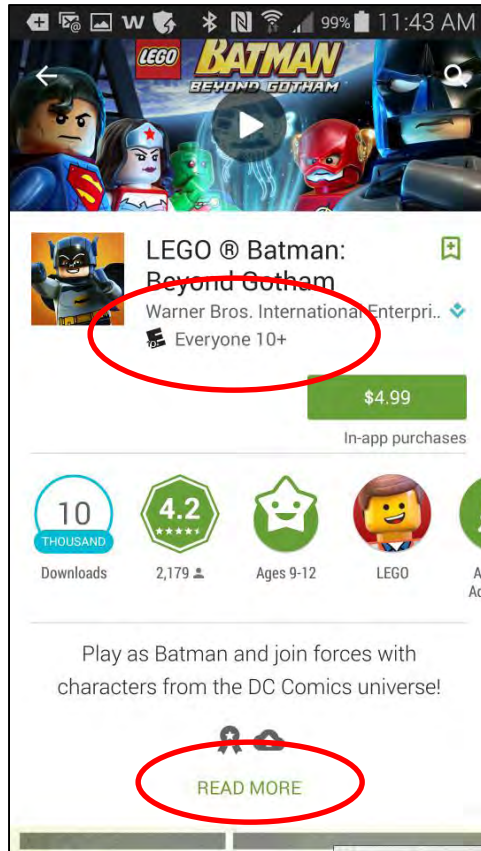 W 99% 11:43 AM
LEGO BATMAN
BEYOND GOTHAM
LEGO ® Batman:
Beyond Gotham
Warner Bros. International Enterpri..
E Everyone 10+
$4.99
In-app purchases
10
THOUSAND
4.2
Downloads
2,179
Ages 9-12
LEGO
A
Ac
Play as Batman and join forces with
characters from the DC Comics universe!
READ MORE